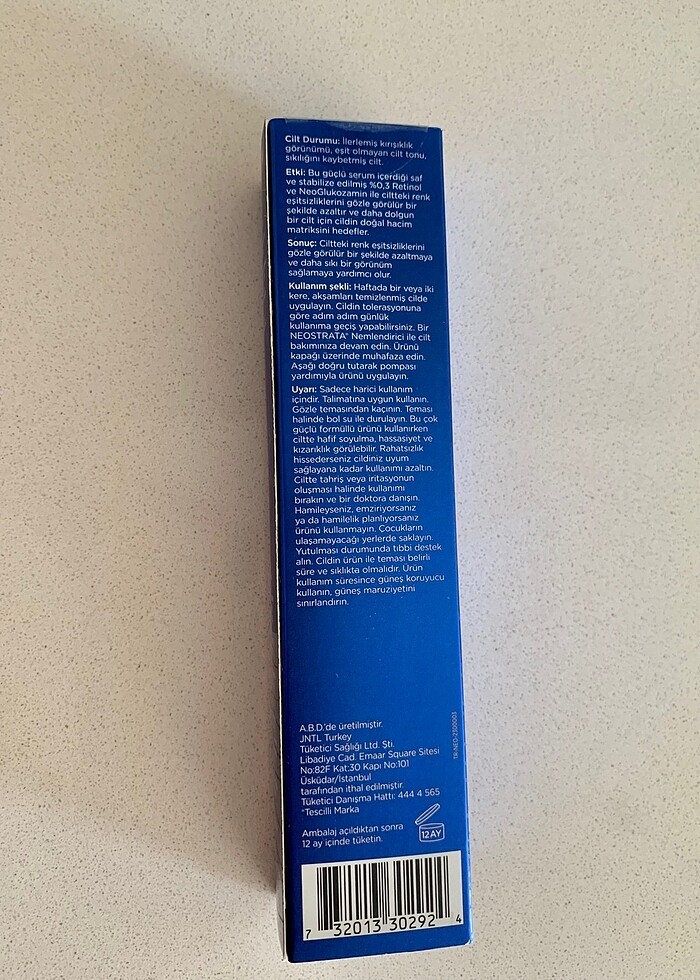 Cilt Durumu: İlerlemiş kırışıklık
görünümü, eşit olmayan cilt tonu,
sıkılığını kaybetmiş cilt.
Etki: Bu güçlü serum içerdiği saf
ve stabilize edilmiş %0,3 Retinol
ve NeoGlukozamin ile ciltteki renk
eşitsizliklerini gözle görülür bir
şekilde azaltır ve daha dolgun
bir cilt için cildin doğal hacim
matriksini hedefler.
Sonuç: Ciltteki renk eşitsizliklerini
gözle görülür bir şekilde azaltmaya
ve daha sıkı bir görünüm
sağlamaya yardımcı olur.
Kullanım şekli: Haftada bir veya iki
kere, akşamları temizlenmiş cilde
uygulayın. Cildin tolerasyonuna
göre adım adım günlük
kullanıma geçiş yapabilirsiniz. Bir
NEOSTRATA® Nemlendirici ile cilt
bakımınıza devam edin. Ürünü
kapağı üzerinde muhafaza edin.
Aşağı doğru tutarak pompası
yardımıyla ürünü uygulayın.
Uyarı: Sadece harici kullanım
içindir. Talimatına uygun kullanın.
Gözle temasından kaçının. Teması
halinde bol su ile durulayın. Bu çok
güçlü formüllü ürünü kullanırken
ciltte hafif soyulma, hassasiyet ve
kızarıklık görülebilir. Rahatsızlık
hissederseniz cildiniz uyum
sağlayana kadar kullanımı azaltın.
Ciltte tahriş veya iritasyonun
oluşması halinde kullanımı
bırakın ve bir doktora danışın.
Hamileyseniz, emziriyorsanız
ya da hamilelik planlıyorsanız
ürünü kullanmayın. Çocukların
ulaşamayacağı yerlerde saklayın.
Yutulması durumunda tıbbi destek
alın. Cildin ürün ile teması belirli
süre ve sıklıkta olmalıdır. Ürün
kullanım süresince güneş koruyucu
kullanın, güneş maruziyetini
sınırlandırın.
A.B.D.'de üretilmiştir.
JNTL Turkey
Tüketici Sağlığı Ltd. Şti.
Libadiye Cad. Emaar Square Sitesi
No:82F Kat:30 Kapı No:101
Üsküdar/İstanbul
tarafından ithal edilmiştir.
Tüketici Danışma Hattı: 444 4 565
*Tescilli Marka
TR-NEO-2300003
Ambalaj açıldıktan sonra
12 ay içinde tüketin.
12 AY
7 32013 30292 4